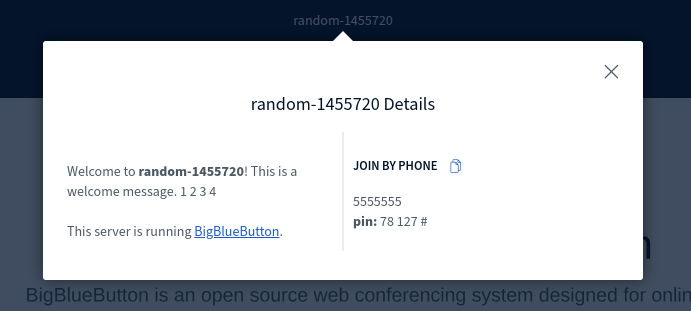 random-1455720
random-1455720 Details
Welcome to random-1455720! This is a
welcome message. 1 2 3 4
This server is running BigBlueButton.
JOIN BY PHONE
5555555
pin: 78 127 #
BigBlueButton is an open source web conferencing system designed for onlin